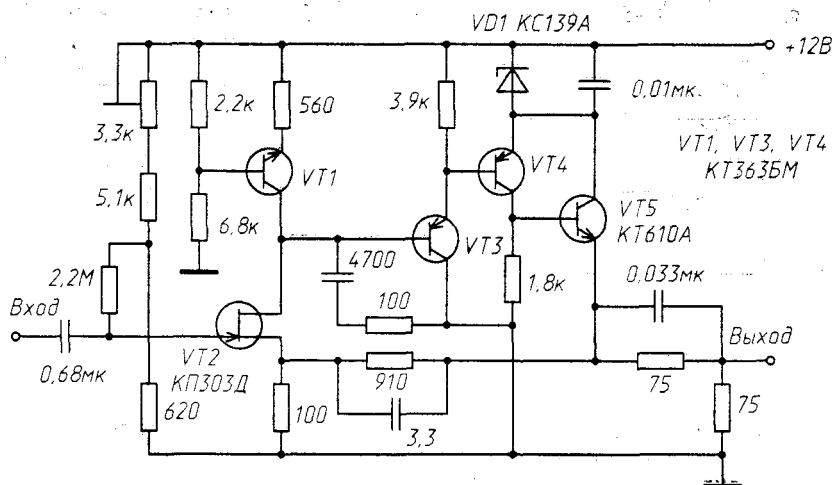 VD1 КС139А
+12В
3,3к
2,2к
560
3,9к
0,01мк
VT1, VT3, VT4
КТ363БМ
VT1
VT4
5,1к
6,8к
VT3
VT5
КТ610А
4700
100
1,8к
0,033мк
2,2М
Вход
Выход
0,68мк
VT2
КП303Д
910
75
620
100
3,3
75